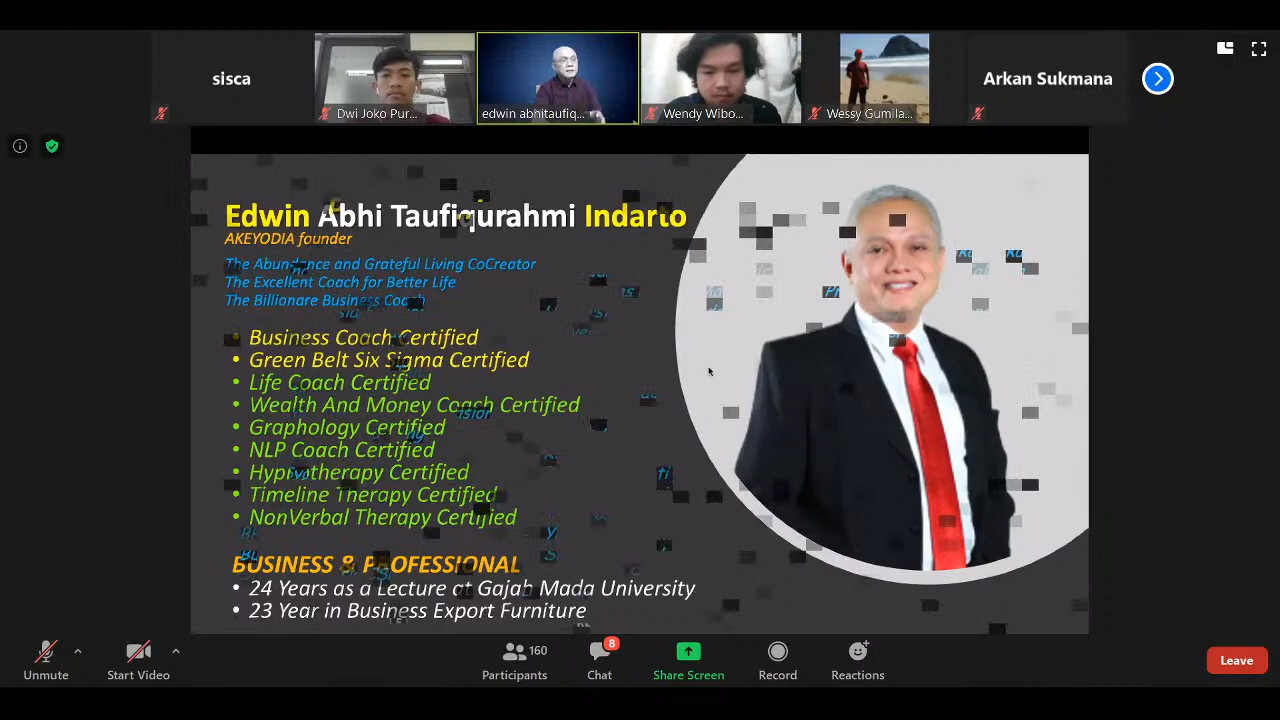 sisca
Dwi Joko Pur...
edwin abhitaufiq...
Wendy Wibo...
Wessy Gumila...
Arkan Sukmana
Edwin Abhi Taufiqurahmi Indarto
AKEYODIA founder
The Abundance and Grateful Living CoCreator
The Excellent Coach for Better Life
The Billionare Business Coach
• Business Coach Certified
• Green Belt Six Sigma Certified
• Life Coach Certified
• Wealth And Money Coach Certified
• Graphology Certified
• NLP Coach Certified
• Hypnotherapy Certified
• Timeline Therapy Certified
• NonVerbal Therapy Certified
BUSINESS & PROFESSIONAL
• 24 Years as a Lecture at Gajah Mada University
• 23 Year in Business Export Furniture
Unmute
Start Video
160
Participants
8
Chat
Share Screen
Record
Reactions
Leave